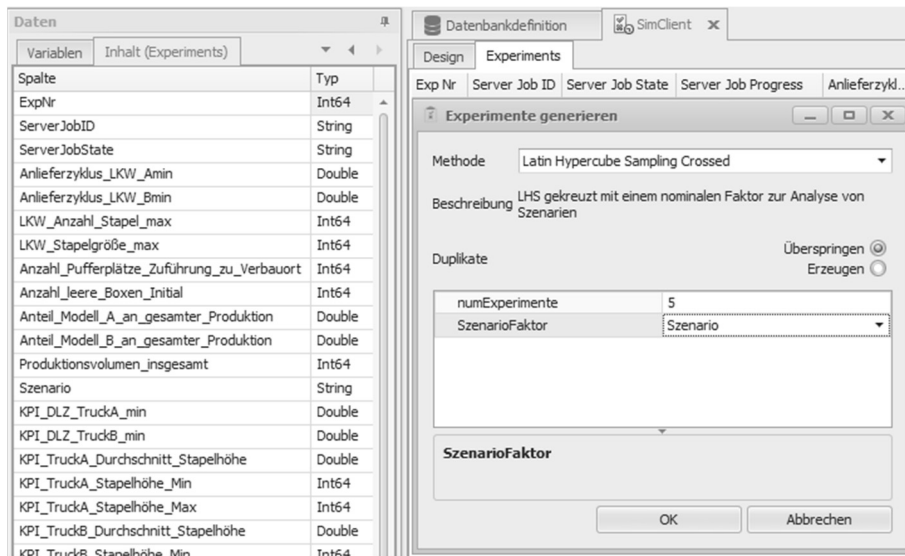 Daten
Variablen
Inhalt (Experiments)
Spalte Typ
ExpNr Int64
ServerJobID String
ServerJobState String
Anlieferzyklus_LKW_Amin Double
Anlieferzyklus_LKW_Bmin Double
LKW_Anzahl_Stapel_max Int64
LKW_Stapelgröße_max Int64
Anzahl_Pufferplätze_Zuführung_zu_Verbauort Int64
Anzahl_leere_Boxen_Initial Int64
Anteil_Modell_A_an_gesamter_Produktion Double
Anteil_Modell_B_an_gesamter_Produktion Double
Produktionsvolumen_insgesamt Int64
Szenario String
KPI_DLZ_TruckA_min Double
KPI_DLZ_TruckB_min Double
KPI_TruckA_Durchschnitt_Stapelhöhe Double
KPI_TruckA_Stapelhöhe_Min Int64
KPI_TruckA_Stapelhöhe_Max Int64
KPI_TruckB_Durchschnitt_Stapelhöhe Double
KPI_TruckB_Stapelhöhe_Min Int64
Datenbankdefinition
SimClient
Design
Experiments
Exp Nr Server Job ID Server Job State Server Job Progress Anlieferzykl..
Experimente generieren
Methode Latin Hypercube Sampling Crossed
Beschreibung LHS gekreuzt mit einem nominalen Faktor zur Analyse von
Szenarien
Duplikate
Überspringen
Erzeugen
numExperimente 5
SzenarioFaktor Szenario
SzenarioFaktor
OK
Abbrechen